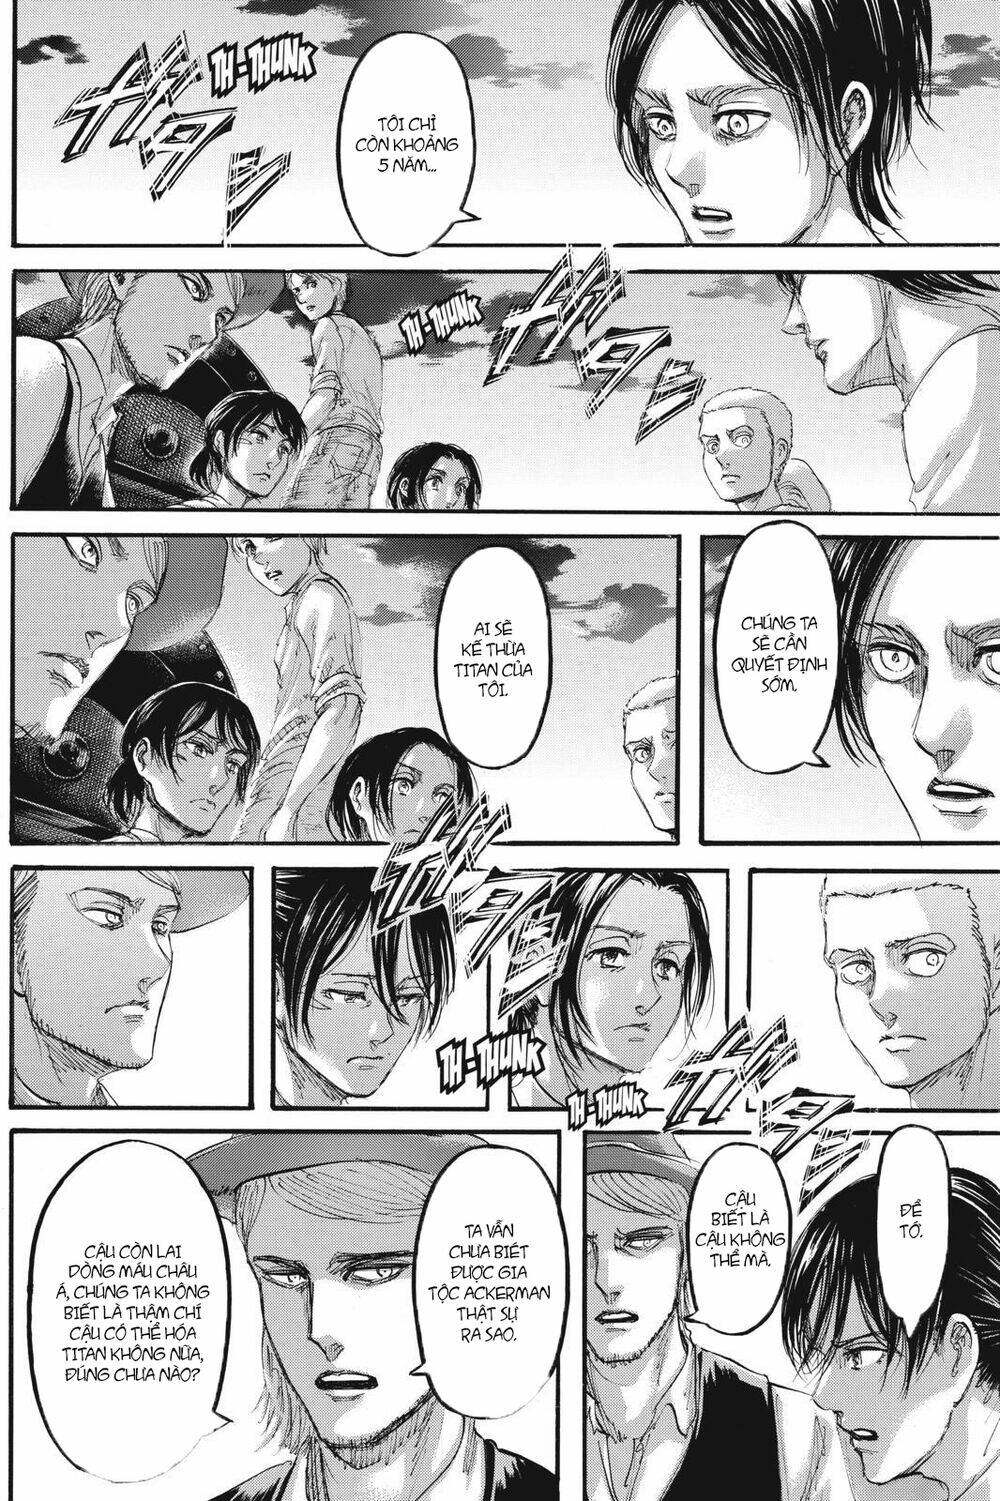 TH-THUNK
TÔI CHỈ
CÒN KHOẢNG
5 NĂM...
TH-THUNK
CHÚNG TA
SẼ CẦN
QUYẾT ĐỊNH
SỚM.
AI SẼ
KẾ THỪA
TITAN CỦA
TÔI.
TH-THUNK
TH-THUNK
ĐỂ
TỚ.
CẬU
BIẾT LÀ
CẬU KHÔNG
THỂ MÀ.
TA VẪN
CHƯA BIẾT
ĐƯỢC GIA
TỘC ACKERMAN
THẬT SỰ
RA SAO.
CẬU CÒN LAI
DÒNG MÁU CHÂU
Á, CHÚNG TA KHÔNG
BIẾT LÀ THẬM CHÍ
CẬU CÓ THỂ HÓA
TITAN KHÔNG NỮA,
ĐÚNG CHƯA NÀO?